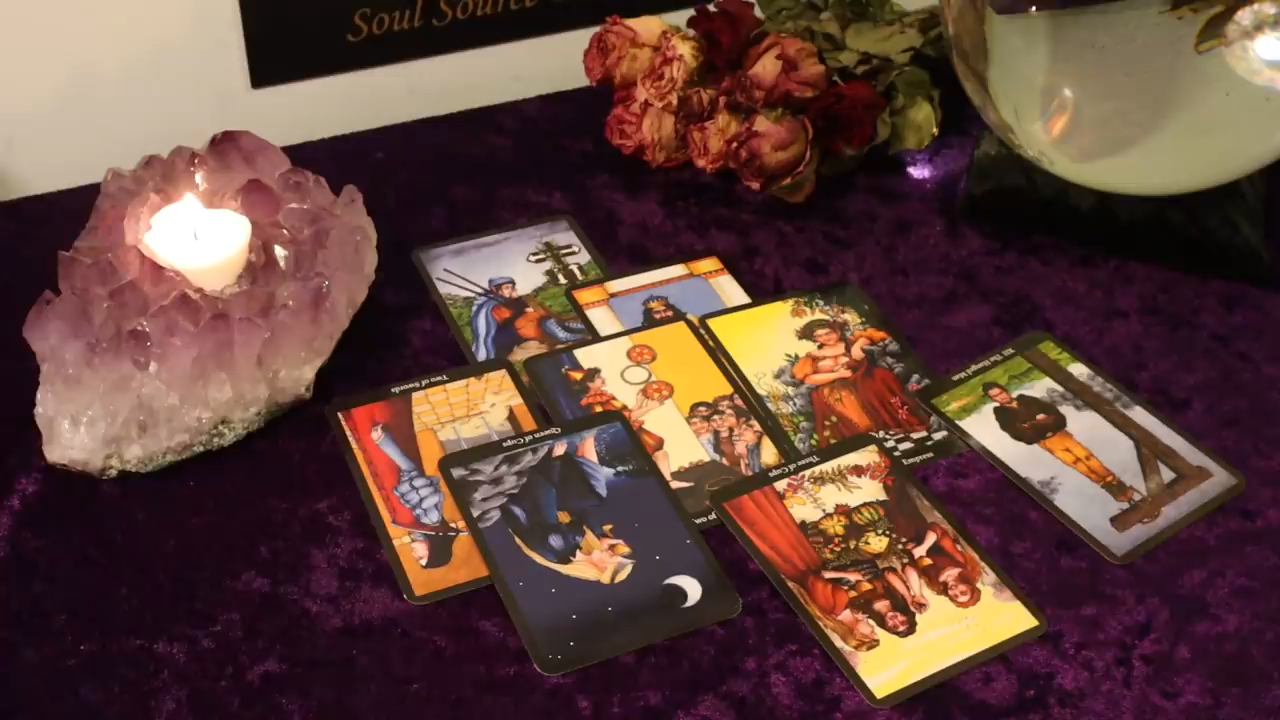 Soul Source
Two of Swords
Queen of Cups
Three of Cups
Empress
XII The Hanged Man